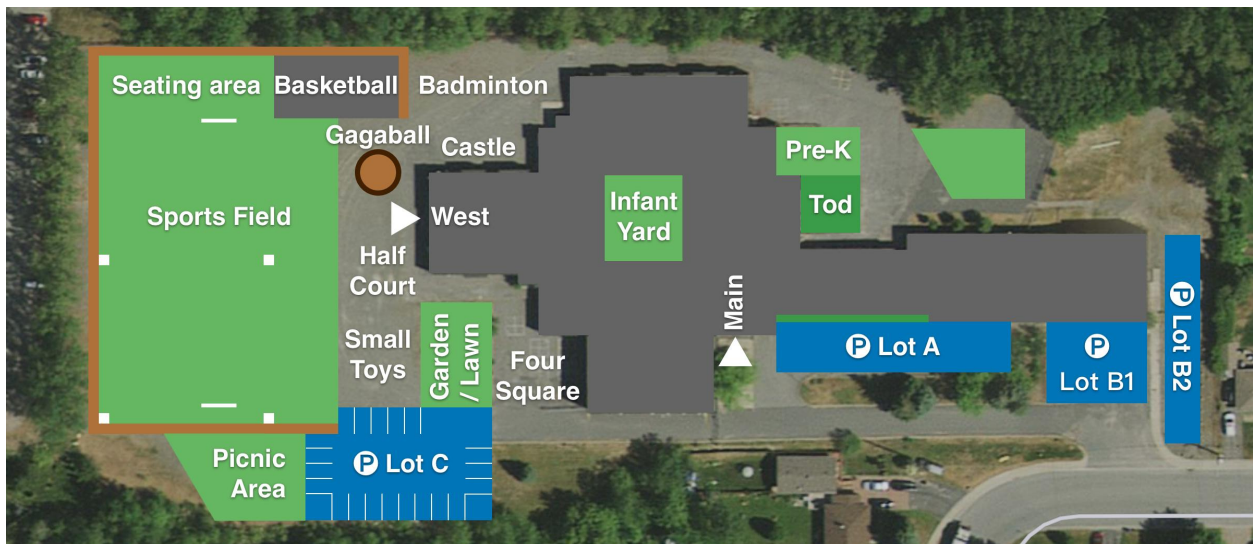 Seating area
Basketball
Badminton
Gagaball
Castle
Pre-K
Infant
Yard
Tod
Sports Field
West
Half
Court
Main
Small
Toys
Garden
/ Lawn
Four
Square
P Lot A
P
Lot B1
P Lot B2
Picnic
Area
P Lot C